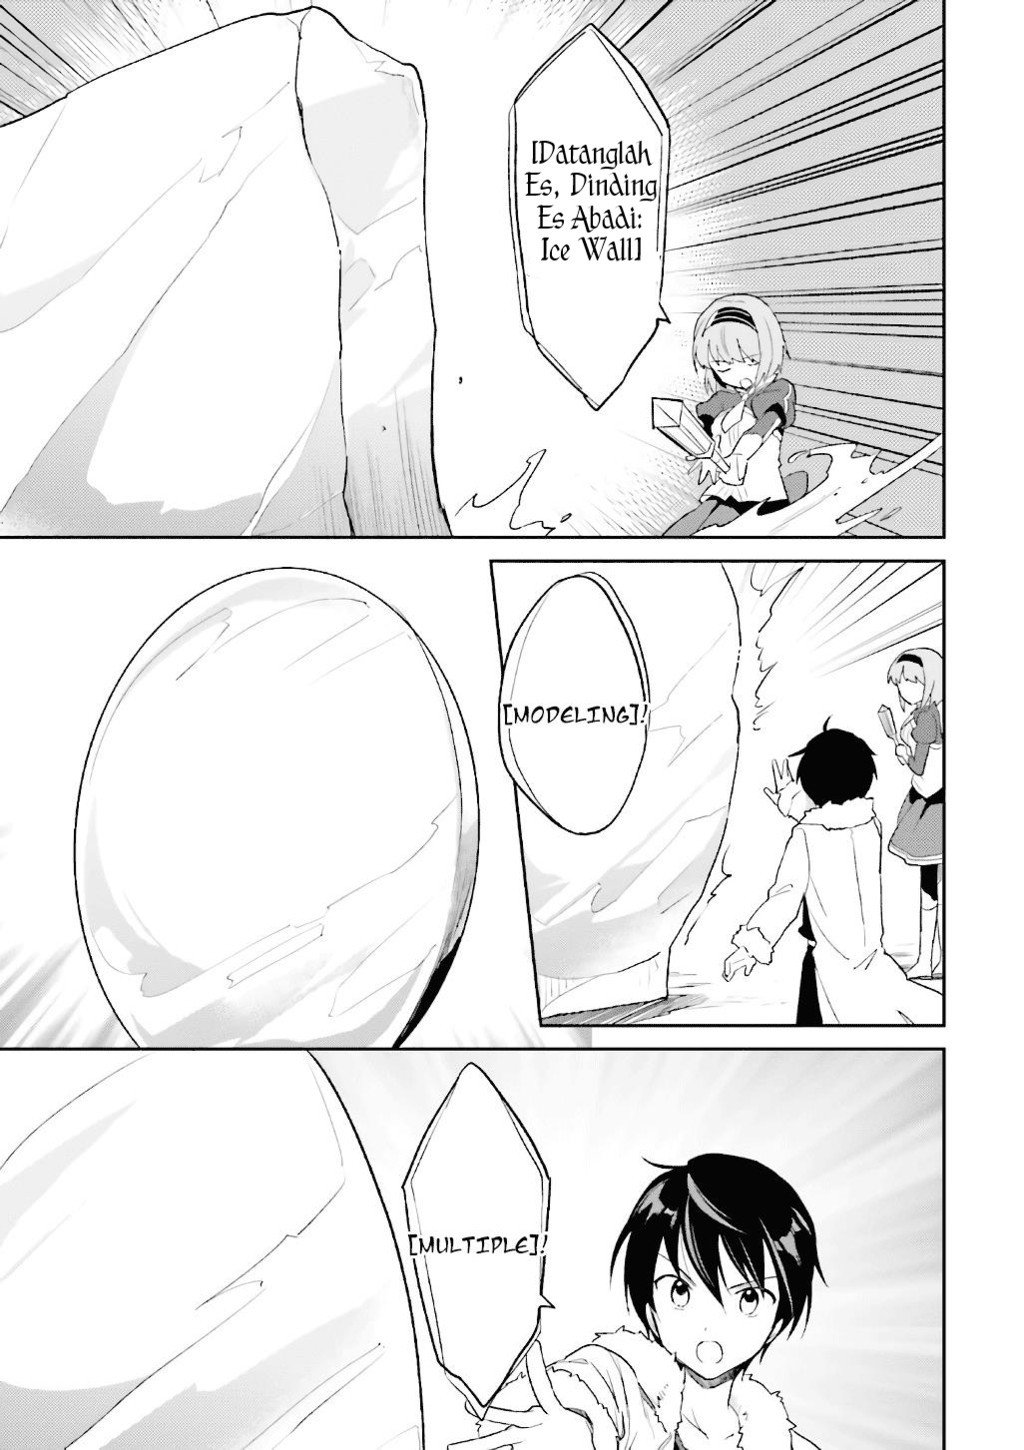 [Datanglah
Es, Dinding
Es Abadi:
Ice Wall]
[MODELING]!
[MULTIPLE]!